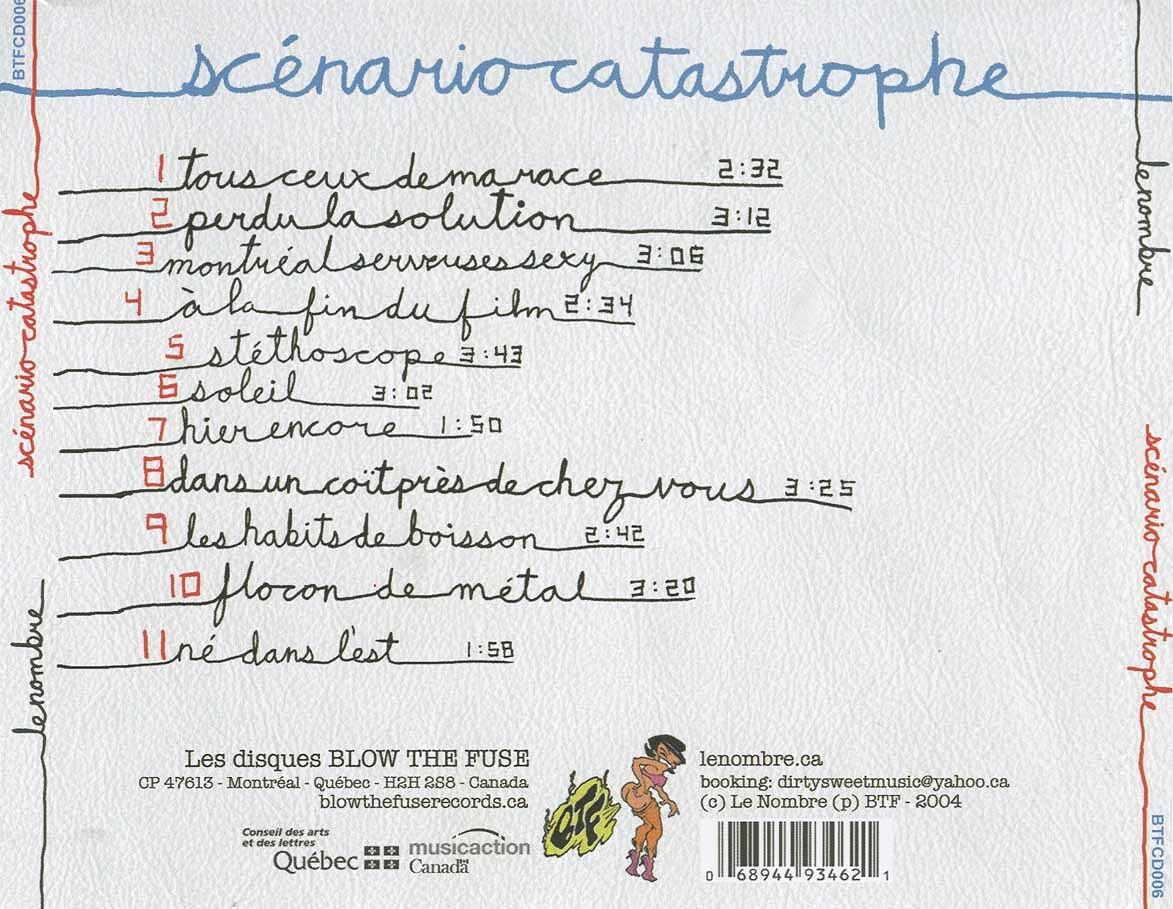 BTFCD006
scénario catastrophe
scénario catastrophe
lenombre
lenombre
scénario catastrophe
BTFCD006
1 tous ceux de ma race 2:32
2 perdu la solution 3:12
3 montréal serveuses sexy 3:06
4 à la fin du film 2:34
5 stéthoscope 3:43
6 soleil 3:02
7 hier encore 1:50
8 dans un coït près de chez vous 3:25
9 les habits de boisson 2:42
10 flocon de métal 3:20
11 né dans l'est 1:58
Les disques BLOW THE FUSE
CP 47613 - Montréal - Québec - H2H 2S8 - Canada
blowthefuserecords.ca
Conseil des arts
et des lettres
Québec
musicaction
Canada
BTF
lenombre.ca
booking: dirtysweetmusic@yahoo.ca
(c) Le Nombre (p) BTF - 2004
0 68944 93462 1